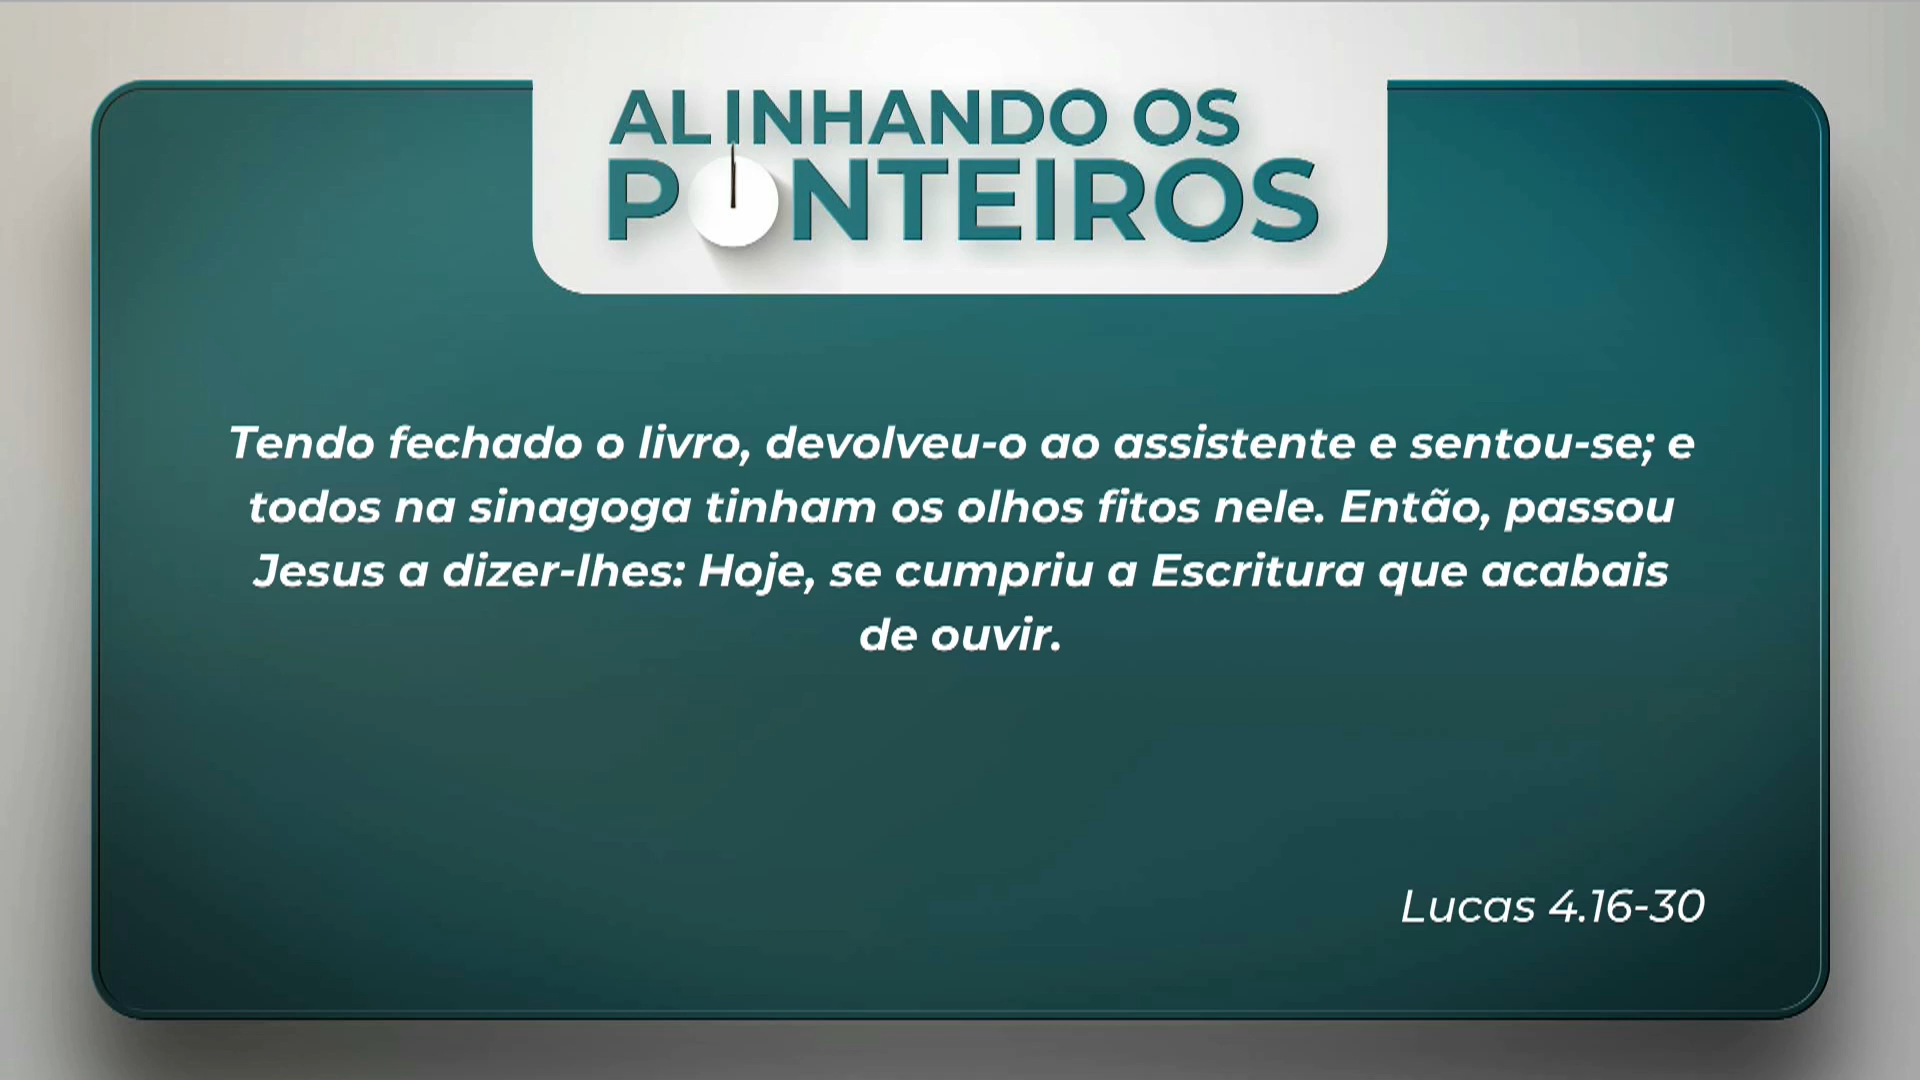 ALINHANDO OS
PONTEIROS
Tendo fechado o livro, devolveu-o ao assistente e sentou-se; e
todos na sinagoga tinham os olhos fitos nele. Então, passou
Jesus a dizer-lhes: Hoje, se cumpriu a Escritura que acabais
de ouvir.
Lucas 4.16-30